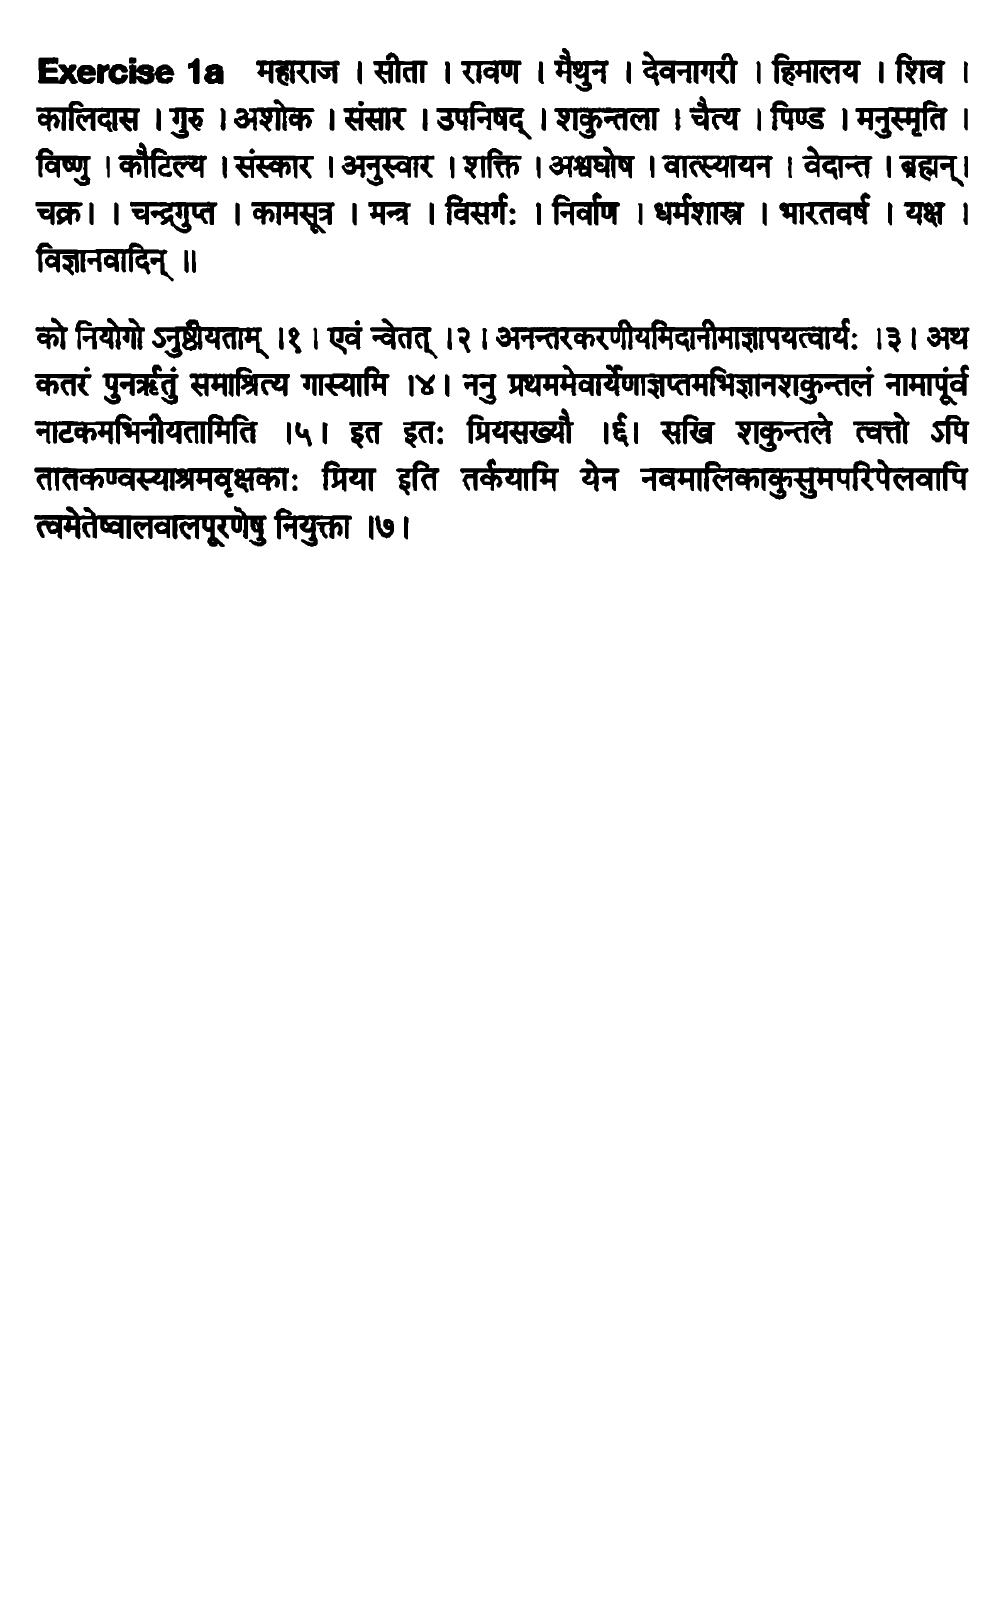 Exercise 1a महाराज । सीता । रावण । मैथुन । देवनागरी । हिमालय । शिव ।
कालिदास । गुरु । अशोक । संसार । उपनिषद् । शकुन्तला । चैत्य । पिण्ड । मनुस्मृति ।
विष्णु । कौटिल्य । संस्कार । अनुस्वार । शक्ति । अश्वघोष । वात्स्यायन । वेदान्त । ब्रह्मन्।
चक्र। । चन्द्रगुप्त । कामसूत्र । मन्त्र । विसर्गः । निर्वाण । धर्मशास्त्र । भारतवर्ष । यक्ष ।
विज्ञानवादिन् ॥
को नियोगो ऽनुष्ठीयताम् ।१। एवं न्वेतत् ।२। अनन्तरकरणीयमिदानीमाज्ञापयत्वार्यः ।३। अथ
कतरं पुनर्ऋतुं समाश्रित्य गास्यामि ।४। ननु प्रथममेवार्येणाज्ञप्तमभिज्ञानशकुन्तलं नामापूंर्व
नाटकमभिनीयतामिति ।५। इत इतः प्रियसख्यौ ।६। सखि शकुन्तले त्वत्तो ऽपि
तातकण्वस्याश्रमवृक्षकाः प्रिया इति तर्कयामि येन नवमालिकाकुसुमपरिपेलवापि
त्वमेतेष्वालवालपूरणेषु नियुक्ता ।७।